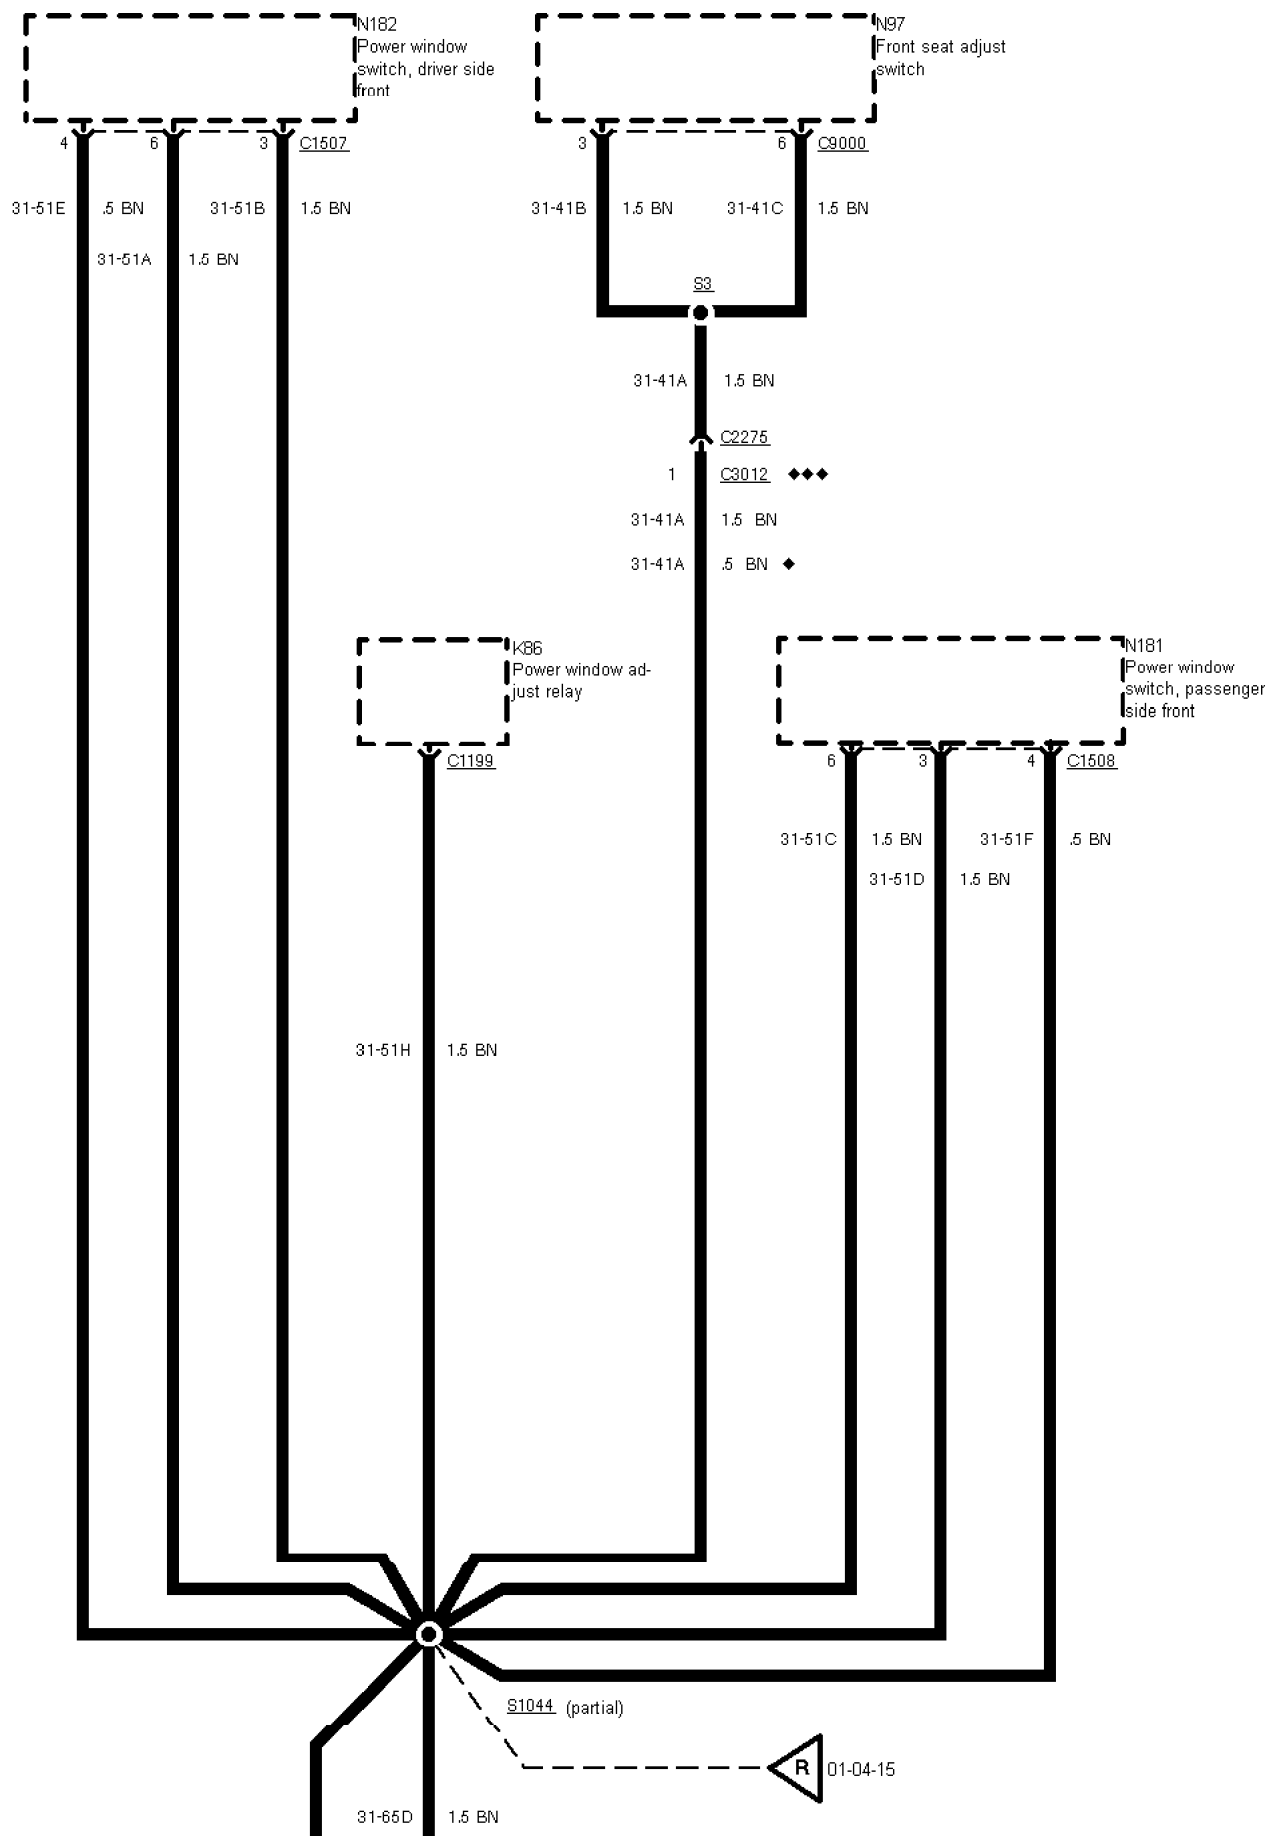 N182
Power window
switch, driver side
front
N97
Front seat adjust
switch
4
6
3
C1507
3
6
C9000
31-51E
.5 BN
31-51B
1.5 BN
31-41B
1.5 BN
31-41C
1.5 BN
31-51A
1.5 BN
S3
31-41A
1.5 BN
C2275
1
C3012
31-41A
1.5 BN
31-41A
.5 BN
K86
Power window ad-
just relay
N181
Power window
switch, passenger
side front
C1199
6
3
4
C1508
31-51C
1.5 BN
31-51F
.5 BN
31-51D
1.5 BN
31-51H
1.5 BN
S1044 (partial)
R
01-04-15
31-65D
1.5 BN